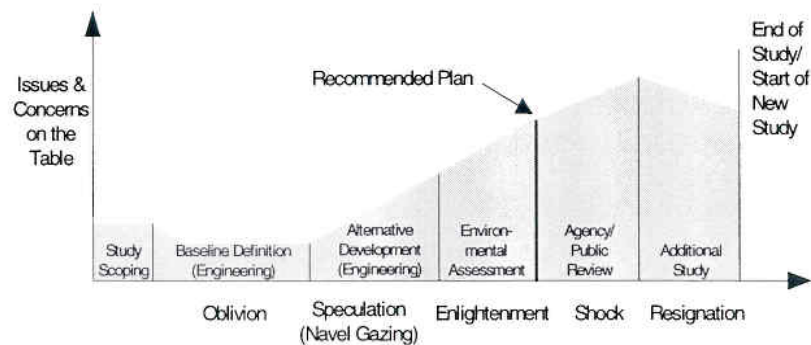 Issues &
Concerns
on the
Table
Recommended Plan
End of
Study/
Start of
New
Study
Study
Scoping
Baseline Definition
(Engineering)
Alternative
Development
(Engineering)
Environ-
mental
Assessment
Agency/
Public
Review
Additional
Study
Oblivion
Speculation
(Navel Gazing)
Enlightenment
Shock
Resignation